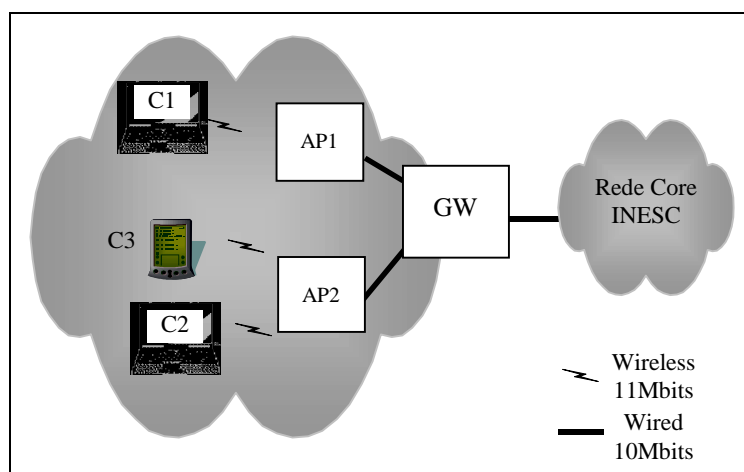 C1
AP1
GW
Rede Core
INESC
C3
AP2
C2
Wireless
11Mbits
Wired
10Mbits